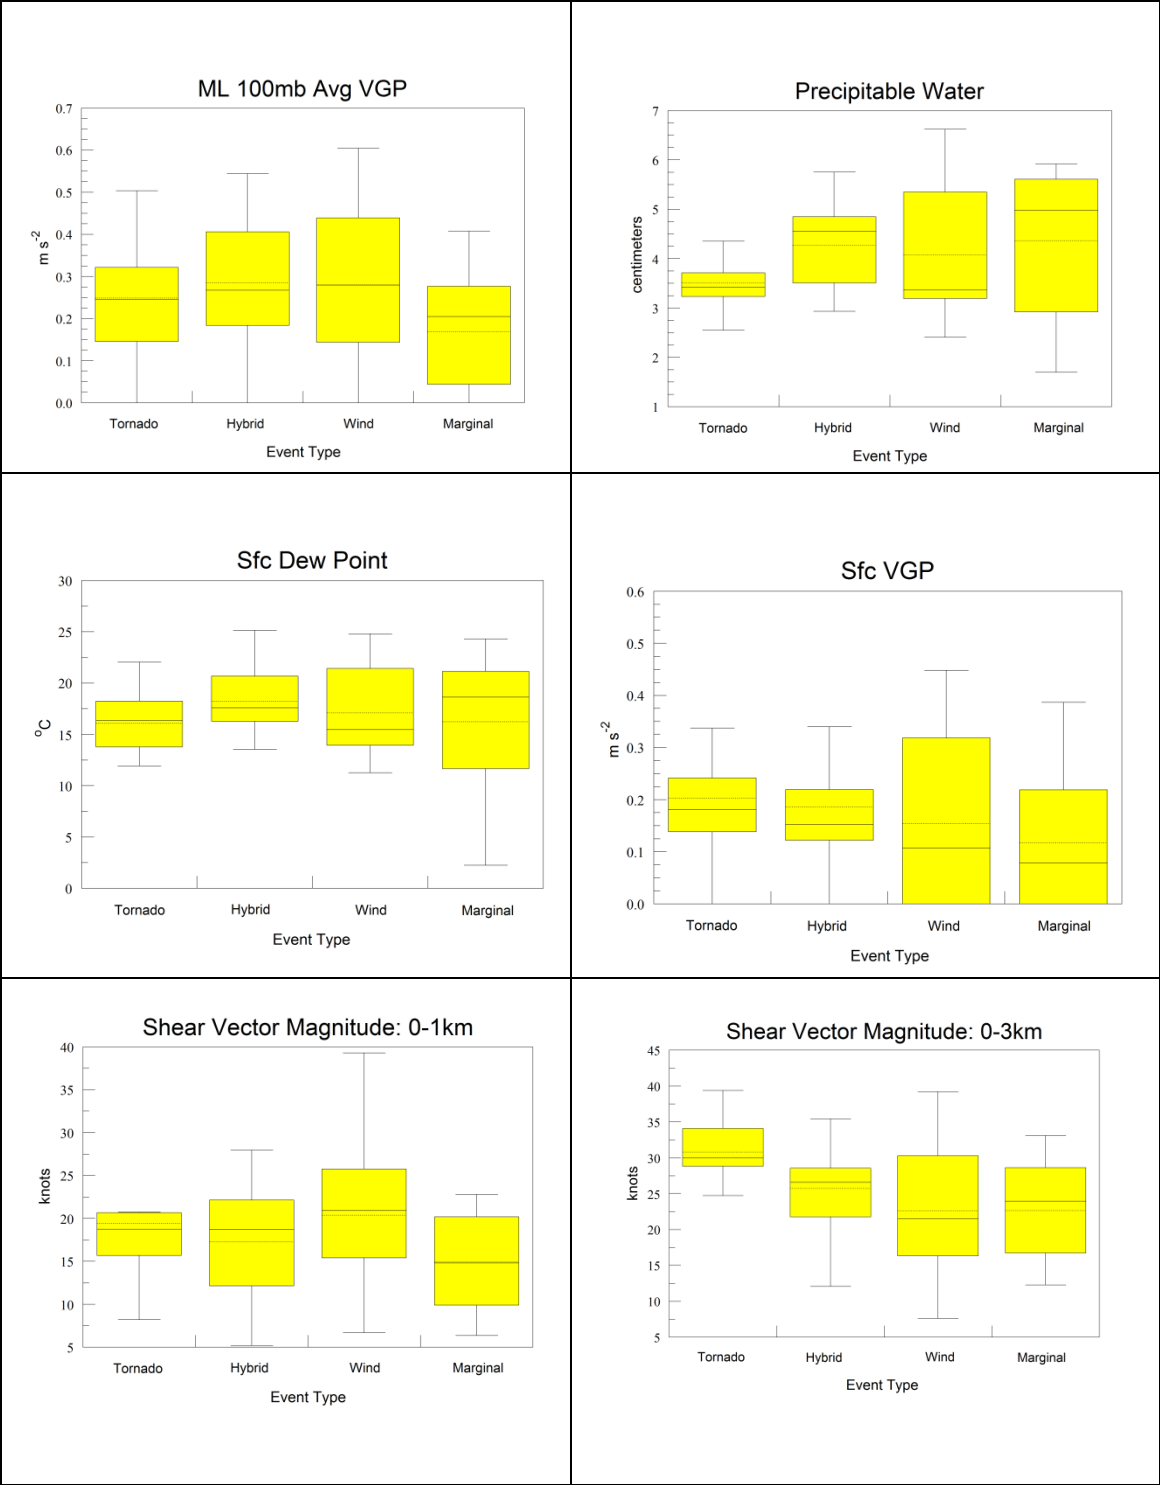 ML 100mb Avg VGP
0.7
0.6
0.5
0.4
0.3
0.2
0.1
0.0
m s-2
Tornado Hybrid Wind Marginal
Event Type
Precipitable Water
7
6
5
4
3
2
1
centimeters
Tornado Hybrid Wind Marginal
Event Type
Sfc Dew Point
30
25
20
15
10
5
0
oC
Tornado Hybrid Wind Marginal
Event Type
Sfc VGP
0.6
0.5
0.4
0.3
0.2
0.1
0.0
m s-2
Tornado Hybrid Wind Marginal
Event Type
Shear Vector Magnitude: 0-1km
40
35
30
25
20
15
10
5
knots
Tornado Hybrid Wind Marginal
Event Type
Shear Vector Magnitude: 0-3km
45
40
35
30
25
20
15
10
5
knots
Tornado Hybrid Wind Marginal
Event Type